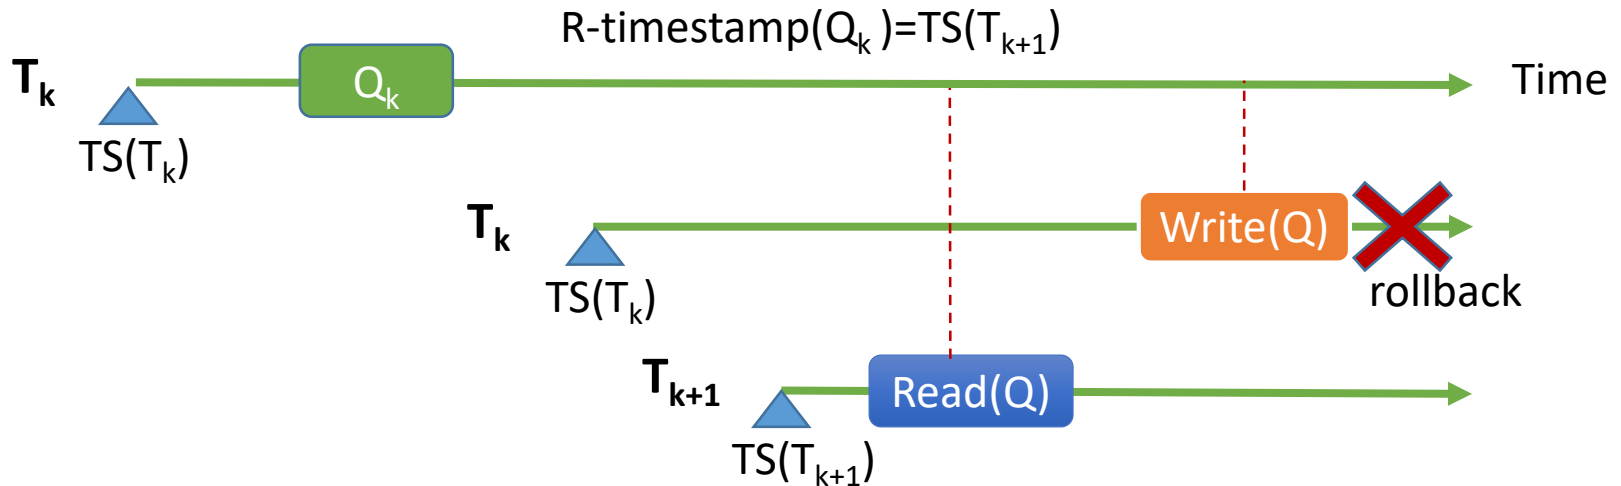 R-timestamp(Qk)=TS(Tk+1)
Tk
Qk
Time
TS(Tk)
Tk
Write(Q)
TS(Tk)
rollback
Tk+1
Read(Q)
TS(Tk+1)